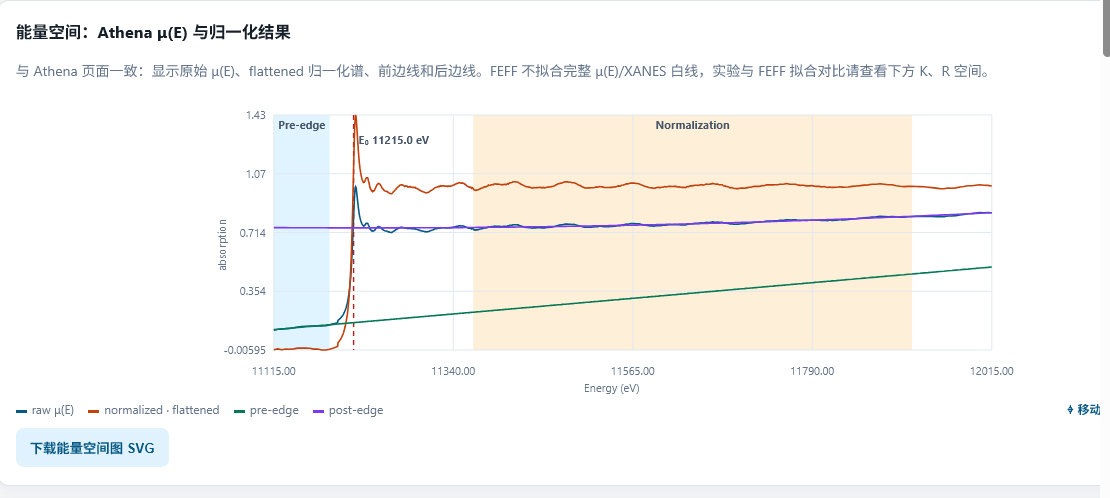 能量空间：Athena μ(E) 与归一化结果
与 Athena 页面一致：显示原始 μ(E)、flattened 归一化谱、前边线和后边线。FEFF 不拟合完整 μ(E)/XANES 白线，实验与 FEFF 拟合对比请查看下方 K、R 空间。
1.43
1.07
0.714
0.354
-0.00595
absorption
Pre-edge
E₀ 11215.0 eV
Normalization
11115.00 11340.00 11565.00 11790.00 12015.00
Energy (eV)
raw μ(E) normalized · flattened pre-edge post-edge
移动
下载能量空间图 SVG